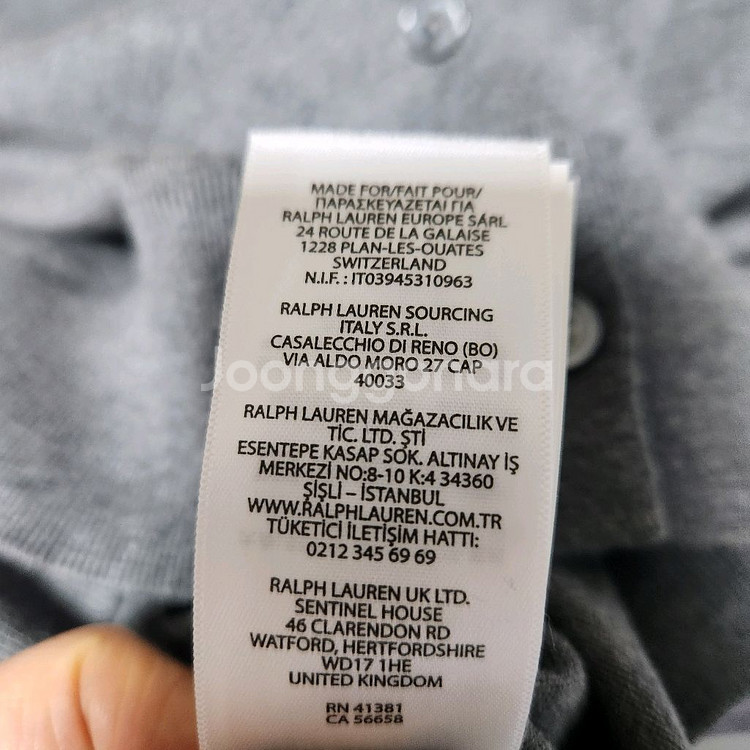 MADE FOR/FAIT POUR/
ΠΑΡΑΣΚΕΥΑΖΕΤΑΙ ΓΙΑ
RALPH LAUREN EUROPE SÁRL
24 ROUTE DE LA GALAISE
1228 PLAN-LES-OUATES
SWITZERLAND
N.I.F. : IT03945310963
RALPH LAUREN SOURCING
ITALY S.R.L.
CASALECCHIO DI RENO (BO)
VIA ALDO MORO 27 CAP
40033
Joonggonara
RALPH LAUREN MAĞAZACILIK VE
TİC. LTD. ŞTİ
ESENTEPE KASAP SOK. ALTINAY İŞ
MERKEZİ NO:8-10 K:4 34360
ŞİŞLİ – İSTANBUL
WWW.RALPHLAUREN.COM.TR
TÜKETİCİ İLETİŞİM HATTI:
0212 345 69 69
RALPH LAUREN UK LTD.
SENTINEL HOUSE
46 CLARENDON RD
WATFORD, HERTFORDSHIRE
WD17 1HE
UNITED KINGDOM
RN 41381
CA 56658